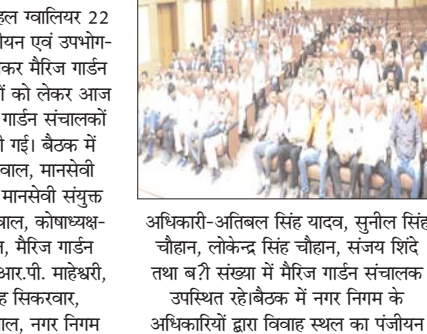 हल ग्वालियर 22
ीयन एवं उपभोग-
कर मैरिज गार्डन
ों को लेकर आज
गार्डन संचालकों
ी गई। बैठक में
वाल, मानसेवी
मानसेवी संयुक्त
वाल, कोषाध्यक्ष-
न, मैरिज गार्डन
आर.पी. माहेश्वरी,
ह सिकरवार,
ाल, नगर निगम
अधिकारी-अतिबल सिंह यादव, सुनील सिंह
चौहान, लोकेन्द्र सिंह चौहान, संजय शिंदे
तथा ब?ी संख्या में मैरिज गार्डन संचालक
उपस्थित रहे।बैठक में नगर निगम के
अधिकारियों द्वारा विवाह स्थल का पंजीयन